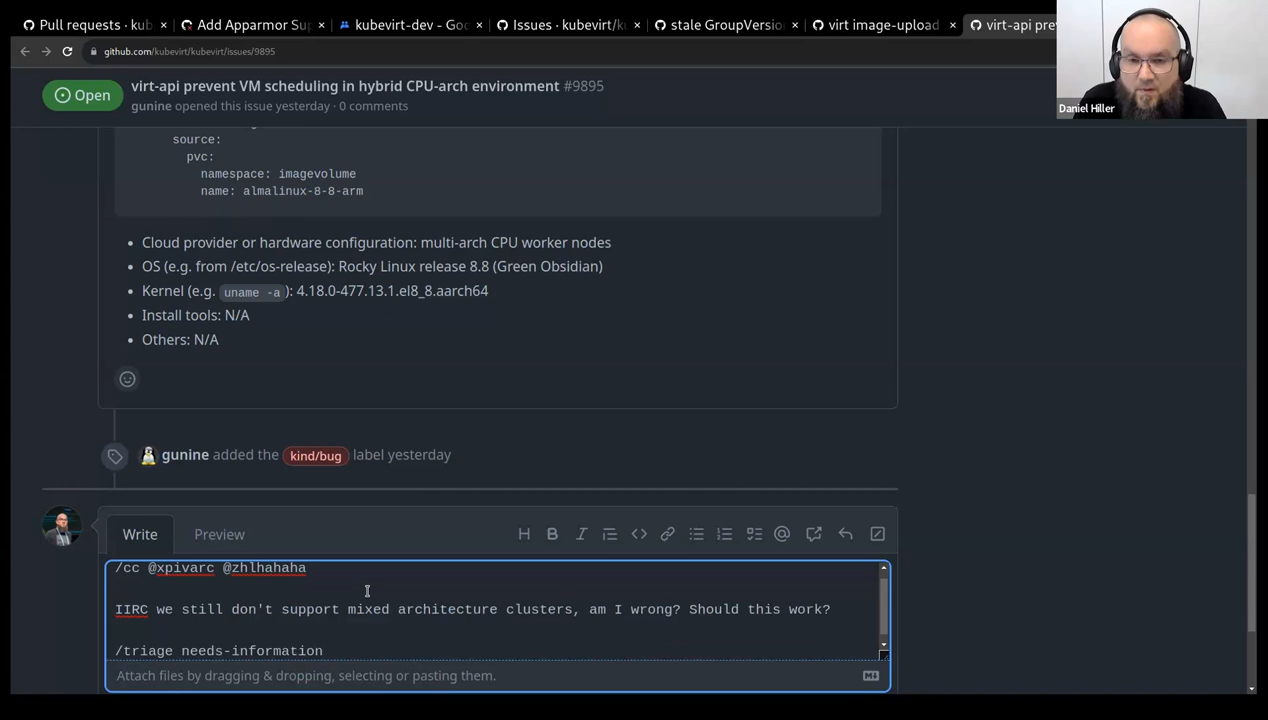 Pull requests · kub
Add Apparmor Sup
kubevirt-dev - Goo
Issues · kubevirt/k
stale GroupVersio
virt image-upload
virt-api pre
github.com/kubevirt/kubevirt/issues/9895
Open
virt-api prevent VM scheduling in hybrid CPU-arch environment #9895
gunine opened this issue yesterday · 0 comments
Daniel Hiller
source:
pvc:
namespace: imagevolume
name: almalinux-8-8-arm
• Cloud provider or hardware configuration: multi-arch CPU worker nodes
• OS (e.g. from /etc/os-release): Rocky Linux release 8.8 (Green Obsidian)
• Kernel (e.g. uname -a): 4.18.0-477.13.1.el8_8.aarch64
• Install tools: N/A
• Others: N/A
gunine added the kind/bug label yesterday
Write
Preview
/cc @xpivarc @zhlhahaha
IIRC we still don't support mixed architecture clusters, am I wrong? Should this work?
/triage needs-information
Attach files by dragging & dropping, selecting or pasting them.